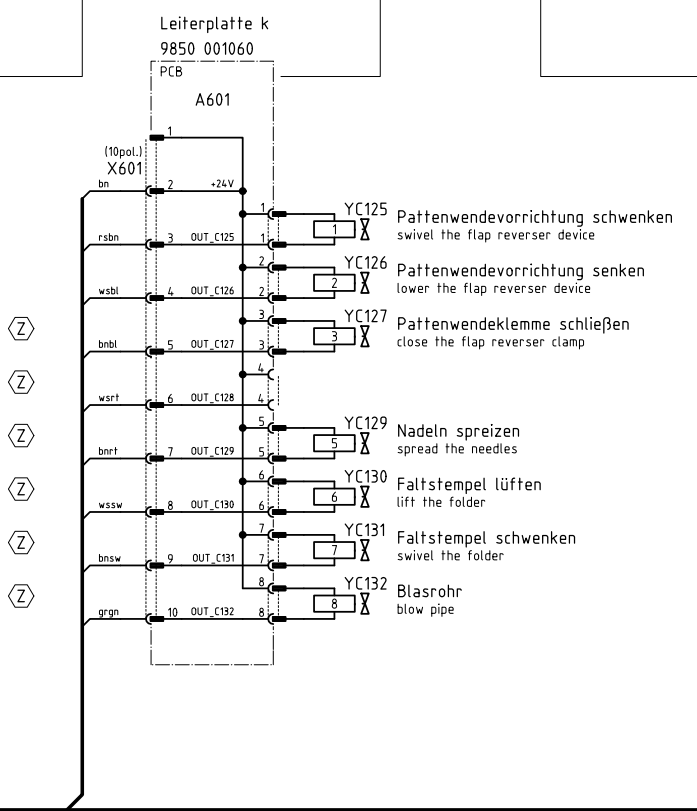 Leiterplatte k
9850 001060
PCB
A601
1
(10pol.)
X601
bn 2 +24V
1 YC125 Pattenwendevorrichtung schwenken
1 swivel the flap reverser device
rsbn 3 OUT_C125 1
2 YC126 Pattenwendevorrichtung senken
2 lower the flap reverser device
wsbl 4 OUT_C126 2
3 YC127 Pattenwendeklemme schließen
Z 3 close the flap reverser clamp
bnbl 5 OUT_C127 3
4
Z
wsrt 6 OUT_C128 4
5 YC129 Nadeln spreizen
Z 5 spread the needles
bnrt 7 OUT_C129 5
6 YC130 Faltstempel lüften
Z 6 lift the folder
wssw 8 OUT_C130 6
7 YC131 Faltstempel schwenken
Z 7 swivel the folder
bnsw 9 OUT_C131 7
8 YC132 Blasrohr
Z 8 blow pipe
grgn 10 OUT_C132 8